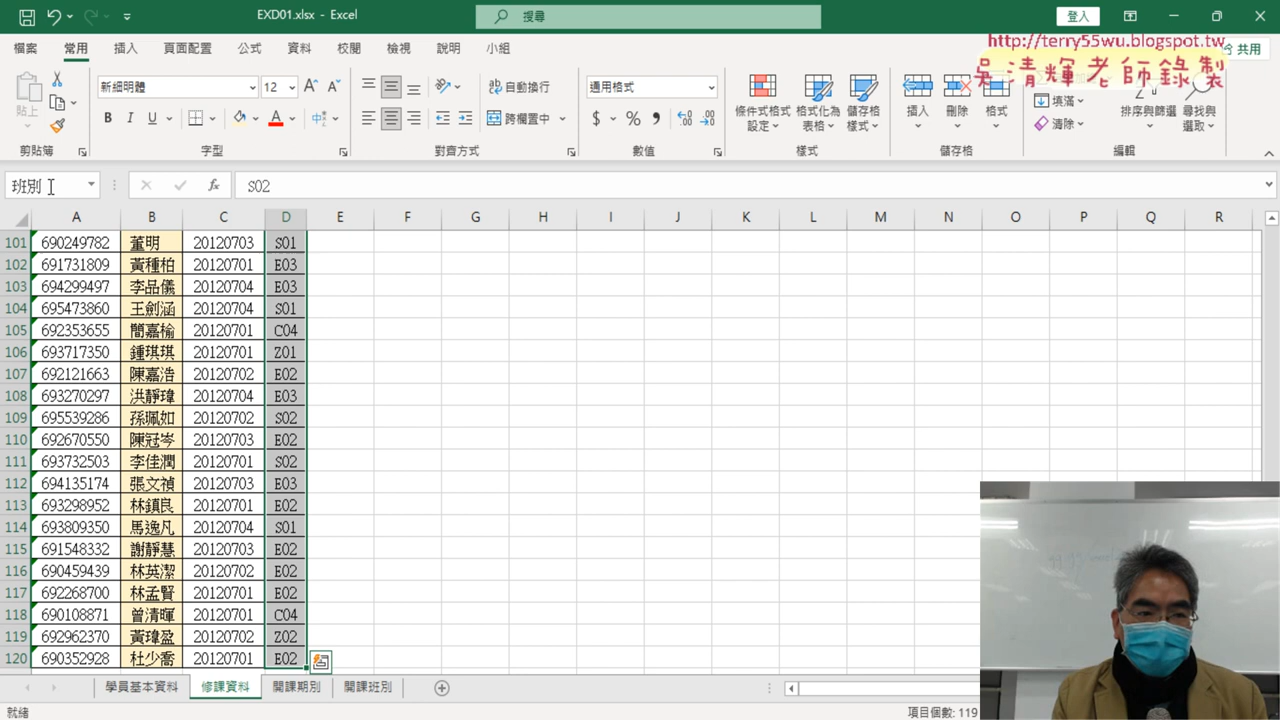 EXD01.xlsx - Excel
搜尋
登入
檔案 常用 插入 頁面配置 公式 資料 校閱 檢視 說明 小組
共用
http://terry55wu.blogspot.tw
吳清輝老師錄製
貼上
新細明體 12
自動換行
跨欄置中
通用格式
條件式格式設定
格式化為表格
儲存格樣式
插入
刪除
格式
填滿
清除
排序與篩選
尋找與選取
剪貼簿 字型 對齊方式 數值 樣式 儲存格 編輯
班別 fx S02
A B C D E F G H I J K L M N O P Q R
101 690249782 董明 20120703 S01
102 691731809 黃種柏 20120701 E03
103 694299497 李品儀 20120704 E03
104 695473860 王劍涵 20120704 S01
105 692353655 簡嘉榆 20120701 C04
106 693717350 鍾琪琪 20120701 Z01
107 692121663 陳嘉浩 20120702 E02
108 693270297 洪靜瑋 20120704 E03
109 695539286 孫珮如 20120702 S02
110 692670550 陳冠岑 20120703 E02
111 693732503 李佳潤 20120701 S02
112 694135174 張文禎 20120703 E03
113 693298952 林鎮良 20120701 E02
114 693809350 馬逸凡 20120704 S01
115 691548332 謝靜慧 20120703 E02
116 690459439 林英潔 20120702 E02
117 692268700 林孟賢 20120701 E02
118 690108871 曾清暉 20120701 C04
119 692962370 黃瑋盈 20120702 Z02
120 690352928 杜少喬 20120701 E02
學員基本資料 修課資料 開課期別 開課班別
就緒 項目個數: 119